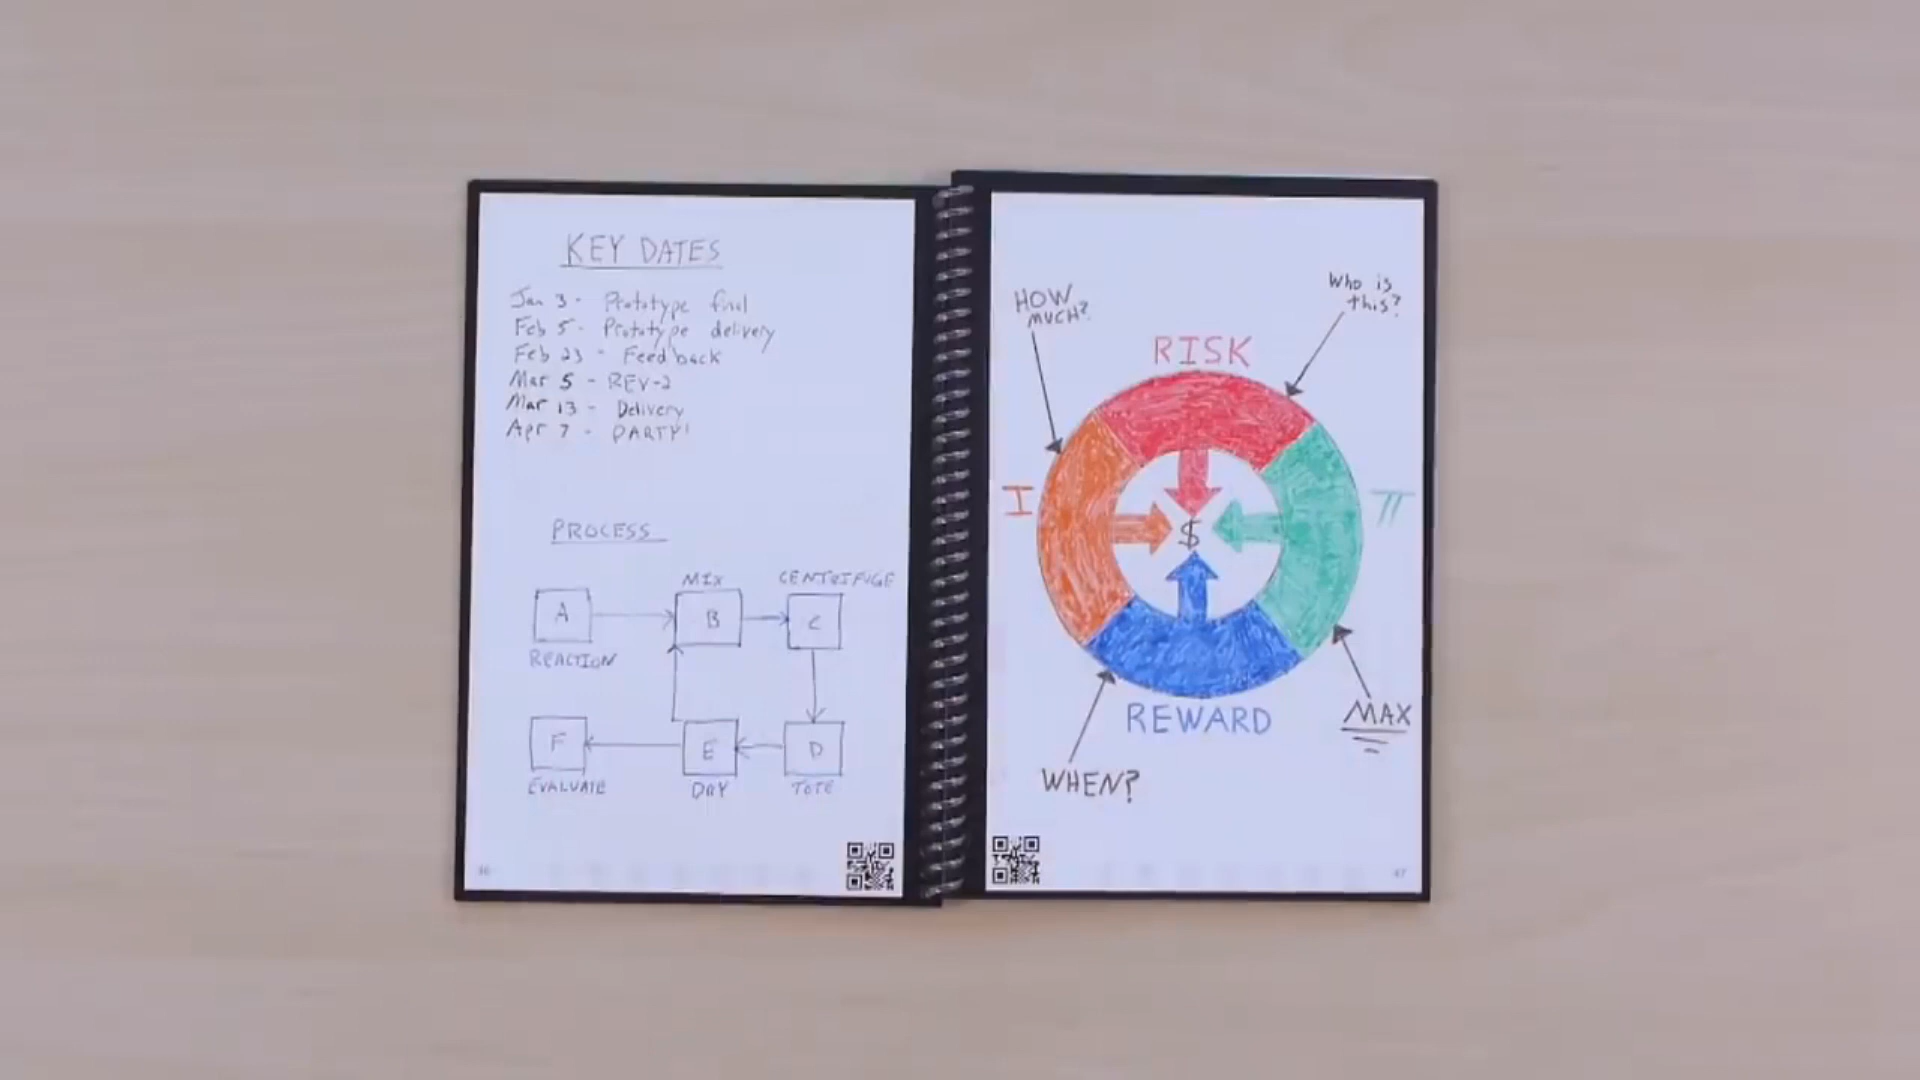 KEY DATES
Jan 3 - Prototype final
Feb 5 - Prototype delivery
Feb 23 - Feedback
Mar 5 - REV-2
Mar 13 - Delivery
Apr 7 - PARTY!
PROCESS
MIX
CENTRIFUGE
A
B
C
REACTION
F
E
D
EVALUATE
DRY
TOTE
HOW
MUCH?
Who is
this?
RISK
I
$
π
REWARD
MAX
WHEN?